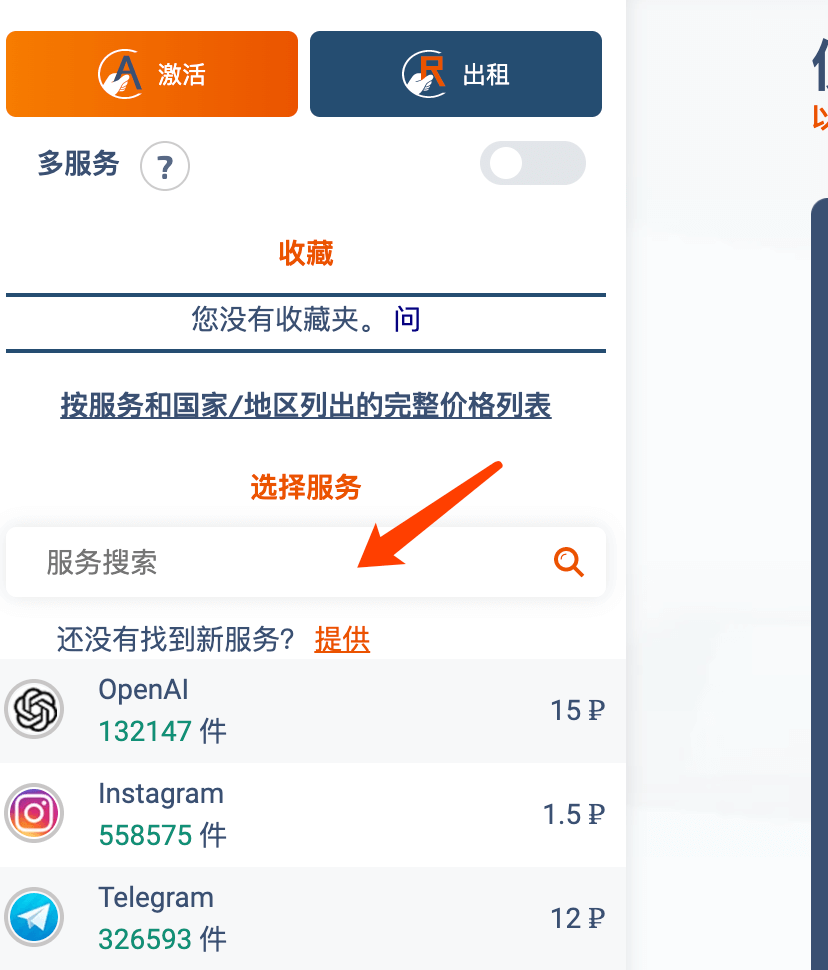 激活
出租
多服务 ?
收藏
您没有收藏夹。 问
按服务和国家/地区列出的完整价格列表
选择服务
服务搜索
还没有找到新服务? 提供
OpenAI
132147 件
15 ₽
Instagram
558575 件
1.5 ₽
Telegram
326593 件
12 ₽